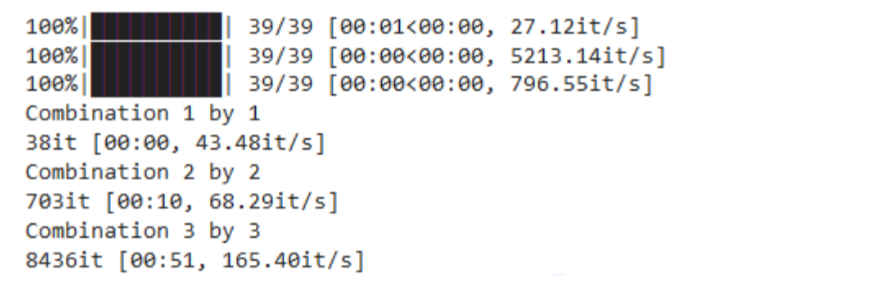 100%|██████████| 39/39 [00:01<00:00, 27.12it/s]
100%|██████████| 39/39 [00:00<00:00, 5213.14it/s]
100%|██████████| 39/39 [00:00<00:00, 796.55it/s]
Combination 1 by 1
38it [00:00, 43.48it/s]
Combination 2 by 2
703it [00:10, 68.29it/s]
Combination 3 by 3
8436it [00:51, 165.40it/s]